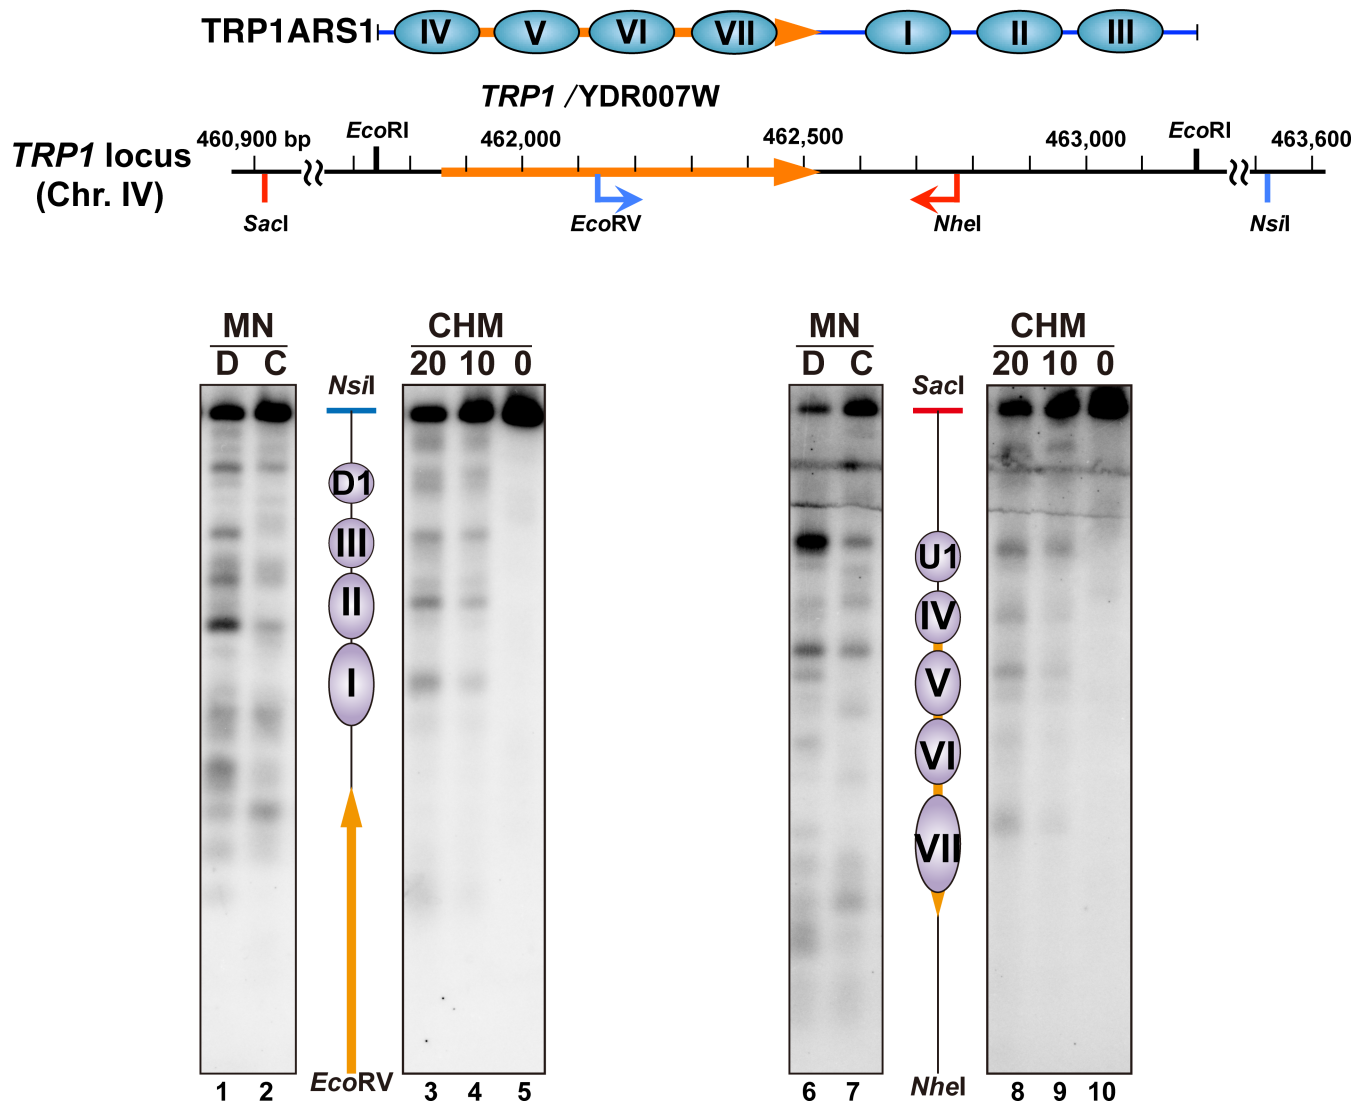 TRP1ARS1 IV V VI VII I II III
TRP1 /YDR007W
460,900 bp EcoRI 462,000 462,500 463,000 EcoRI 463,600
TRP1 locus
(Chr. IV)
SacI EcoRV NheI NsiI
MN CHM MN CHM
D C 20 10 0 D C 20 10 0
NsiI SacI
D1
III
II
I
U1
IV
V
VI
VII
EcoRV NheI
1 2 3 4 5 6 7 8 9 10